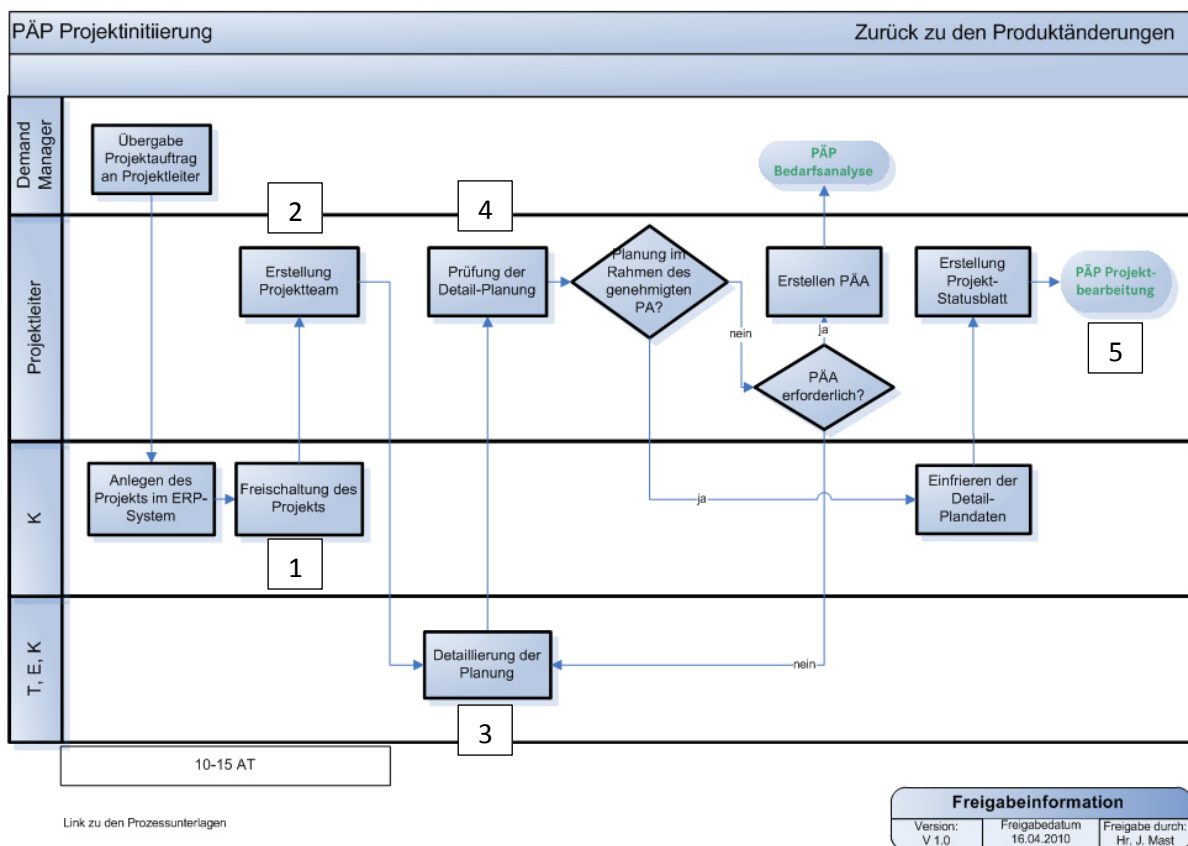 PÄP Projektinitiierung
Zurück zu den Produktänderungen
Demand
Manager
Übergabe
Projektauftrag
an Projektleiter
PÄP
Bedarfsanalyse
2
4
Projektleiter
Erstellung
Projektteam
Prüfung der
Detail-Planung
Planung im
Rahmen des
genehmigten
PA?
Erstellen PÄA
Erstellung
Projekt-
Statusblatt
PÄP Projekt-
bearbeitung
nein
ja
5
PÄA
erforderlich?
K
Anlegen des
Projekts im ERP-
System
Freischaltung des
Projekts
ja
Einfrieren der
Detail-
Plandaten
1
T, E, K
Detaillierung der
Planung
nein
3
10-15 AT
Link zu den Prozessunterlagen
Freigabeinformation
Version:
V 1.0
Freigabedatum
16.04.2010
Freigabe durch:
Hr. J. Mast